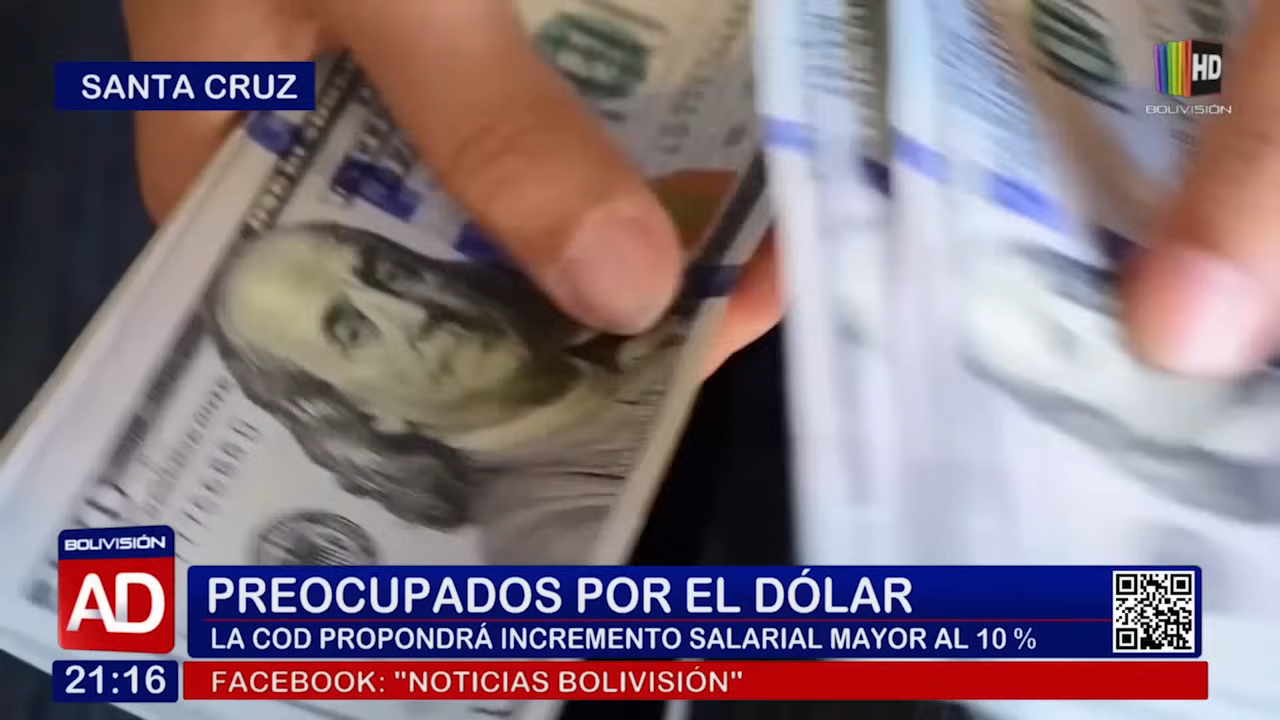 SANTA CRUZ
HD
BOLIVISIÓN
BOLIVISIÓN
AD
PREOCUPADOS POR EL DÓLAR
LA COD PROPONDRÁ INCREMENTO SALARIAL MAYOR AL 10 %
21:16
FACEBOOK: "NOTICIAS BOLIVISIÓN"